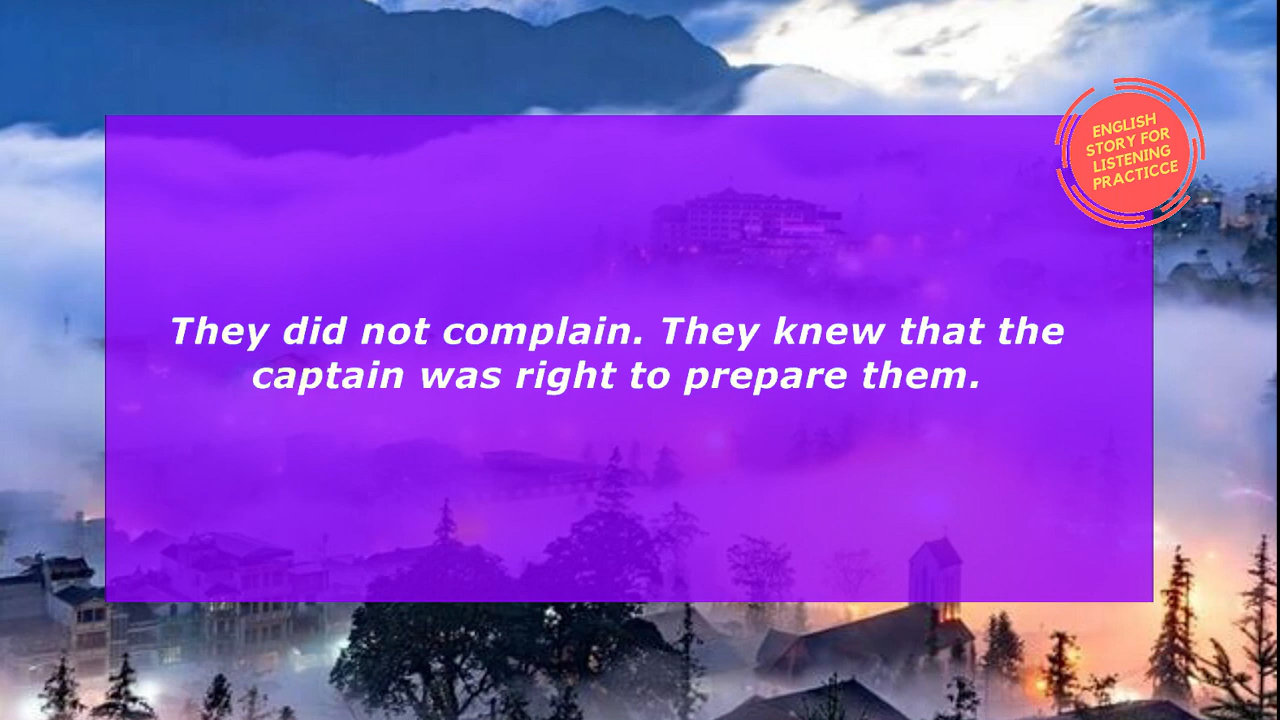 ENGLISH
STORY FOR
LISTENING
PRACTICCE
They did not complain. They knew that the
captain was right to prepare them.